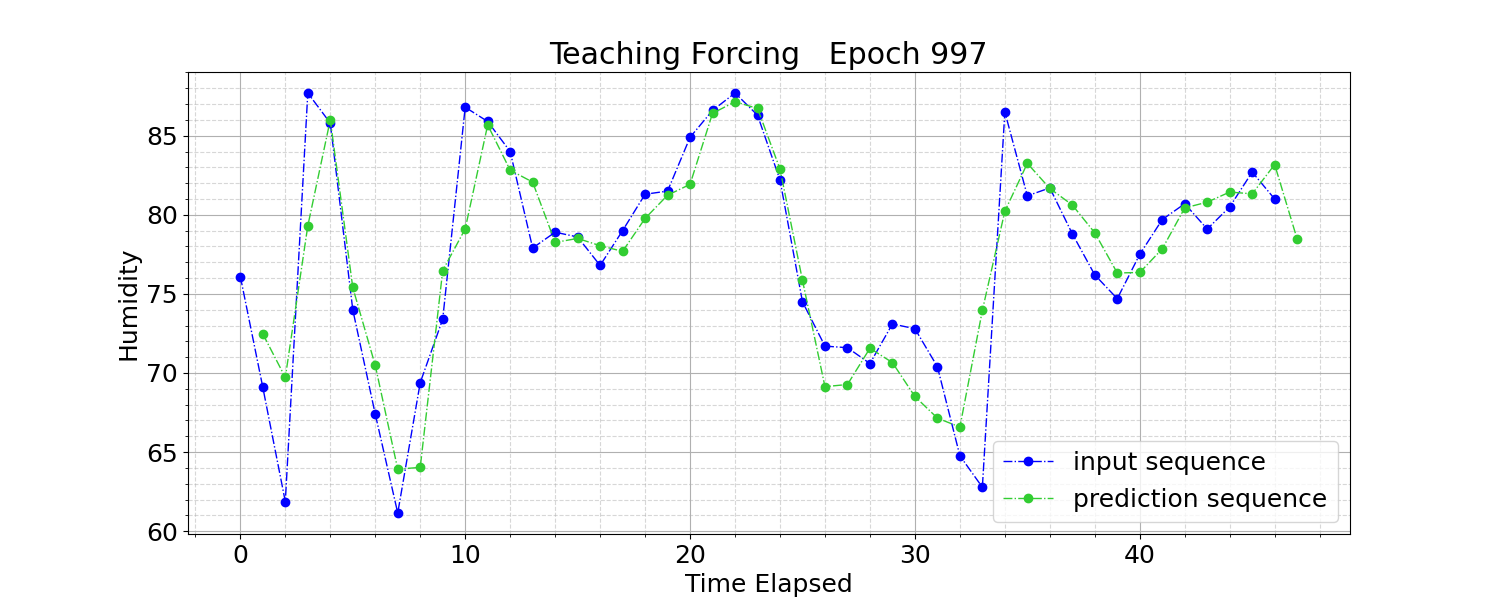 Teaching Forcing   Epoch 997
Humidity
85
80
75
70
65
60
0 10 20 30 40
Time Elapsed
input sequence
prediction sequence